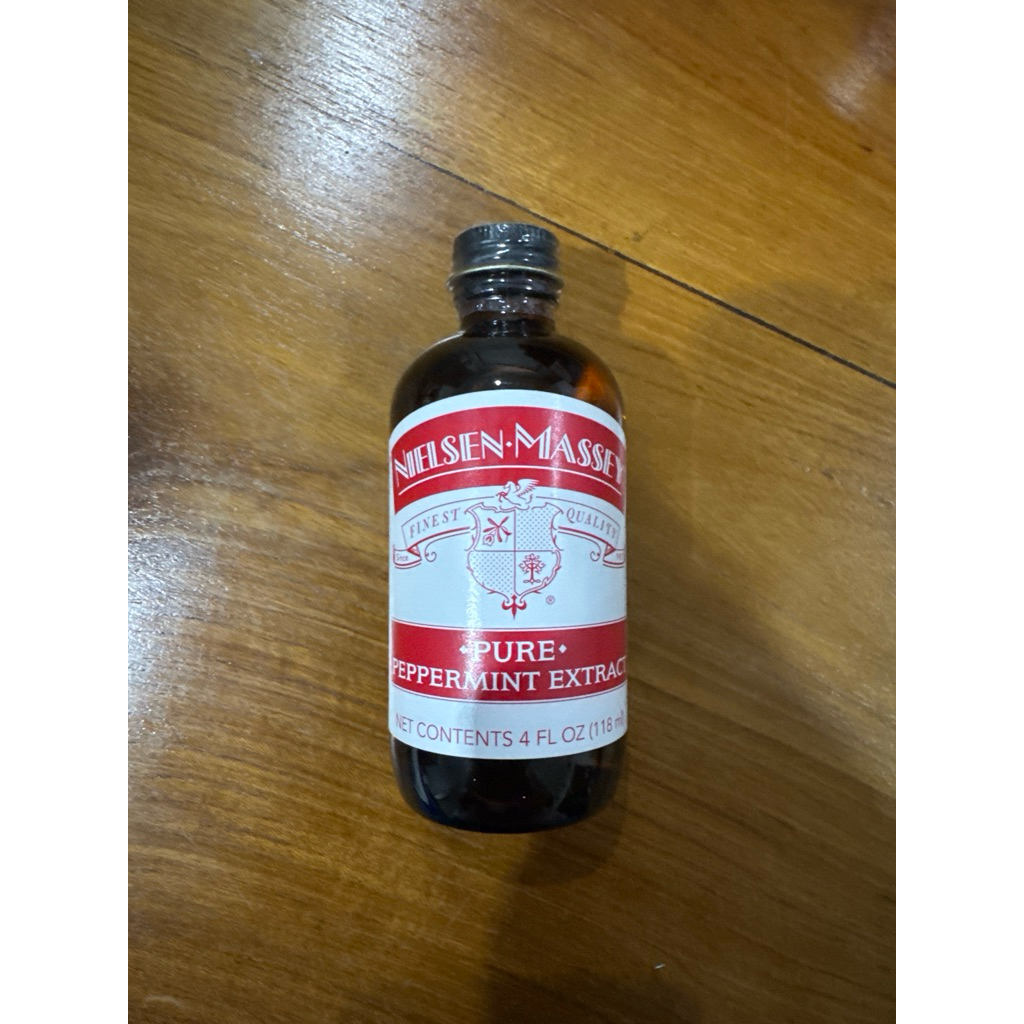 NIELSEN·MASSEY
FINEST QUALITY
·PURE·
PEPPERMINT EXTRACT
NET CONTENTS 4 FL OZ (118 ml)
®